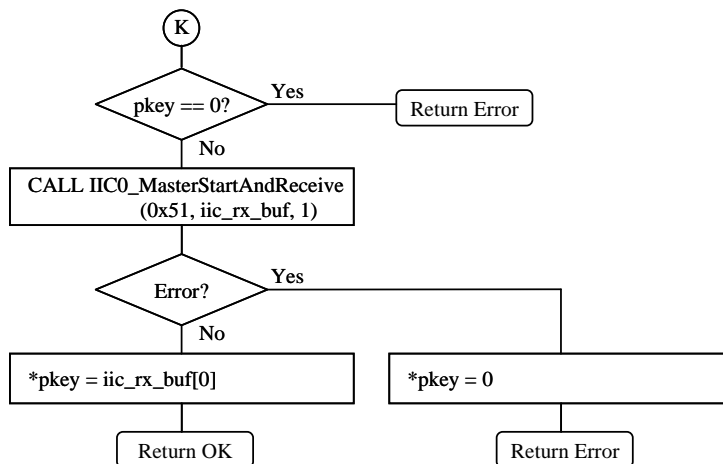 K
pkey == 0?
Yes
Return Error
No
CALL IIC0_MasterStartAndReceive
(0x51, iic_rx_buf, 1)
Error?
Yes
No
*pkey = iic_rx_buf[0]
*pkey = 0
Return OK
Return Error